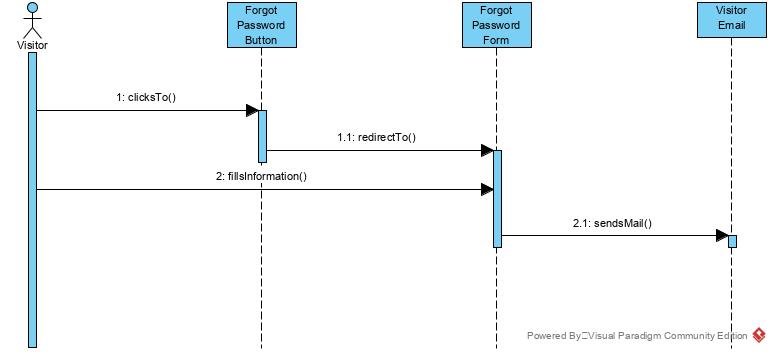 Visitor
Forgot
Password
Button
Forgot
Password
Form
Visitor
Email
1: clicksTo()
1.1: redirectTo()
2: fillsInformation()
2.1: sendsMail()
Powered By Visual Paradigm Community Edition